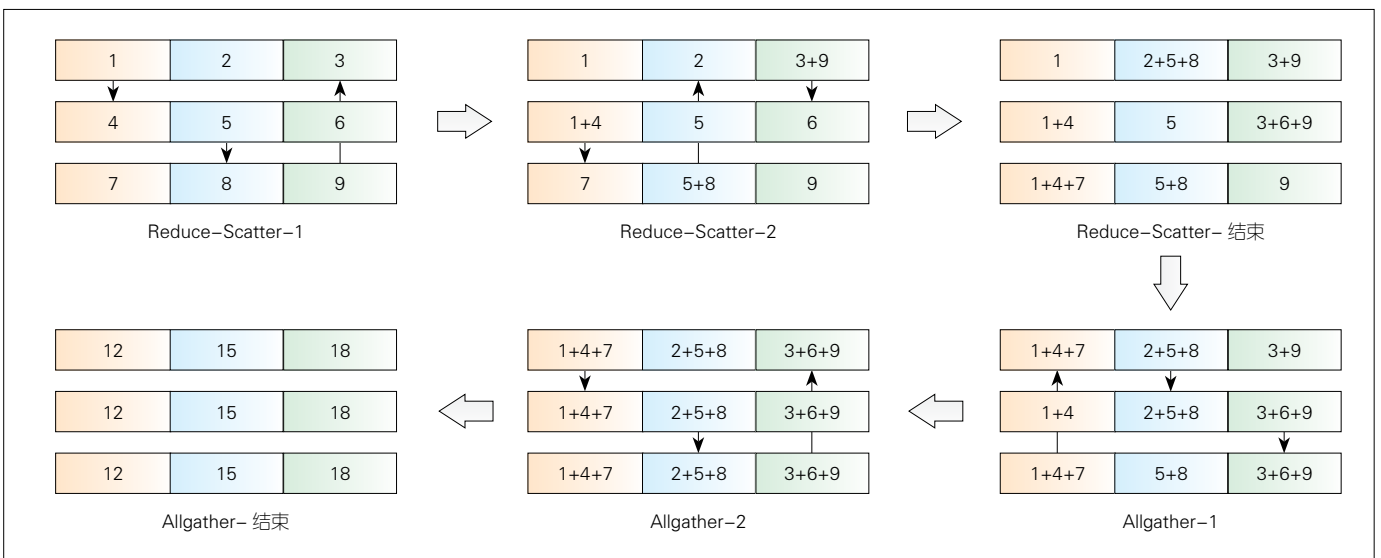 1 2 3
4 5 6
7 8 9
Reduce-Scatter-1
1 2 3+9
1+4 5 6
7 5+8 9
Reduce-Scatter-2
1 2+5+8 3+9
1+4 5 3+6+9
1+4+7 5+8 9
Reduce-Scatter- 结束
1+4+7 2+5+8 3+9
1+4 2+5+8 3+6+9
1+4+7 5+8 3+6+9
Allgather-1
1+4+7 2+5+8 3+6+9
1+4+7 2+5+8 3+6+9
1+4+7 2+5+8 3+6+9
Allgather-2
12 15 18
12 15 18
12 15 18
Allgather- 结束